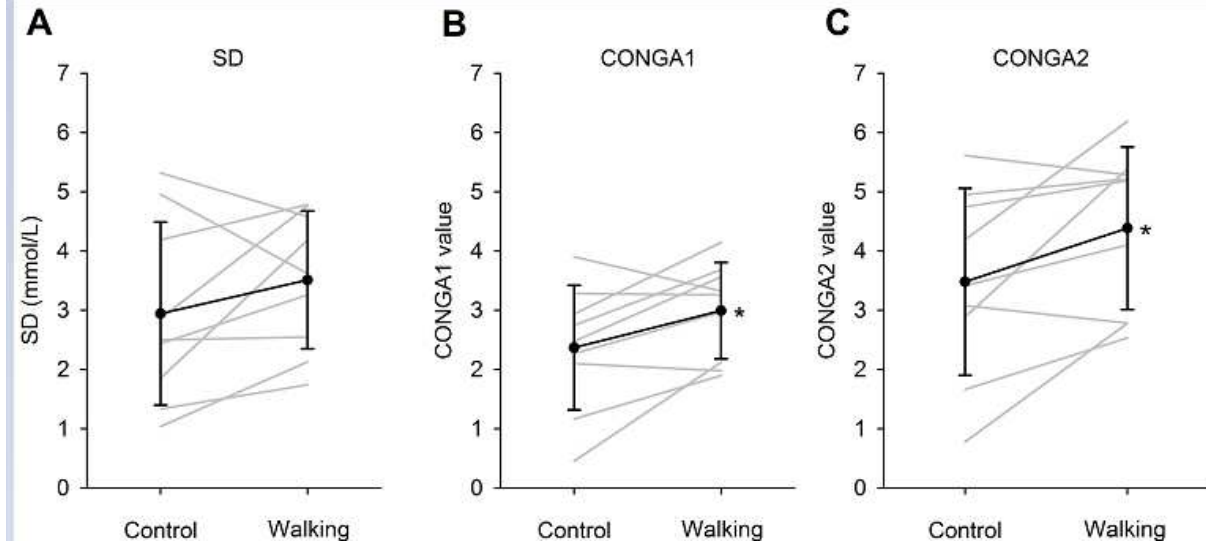 A
SD
SD (mmol/L)
7
6
5
4
3
2
1
0
Control Walking
B
CONGA1
CONGA1 value
7
6
5
4
3
2
1
0
*
Control Walking
C
CONGA2
CONGA2 value
7
6
5
4
3
2
1
0
*
Control Walking